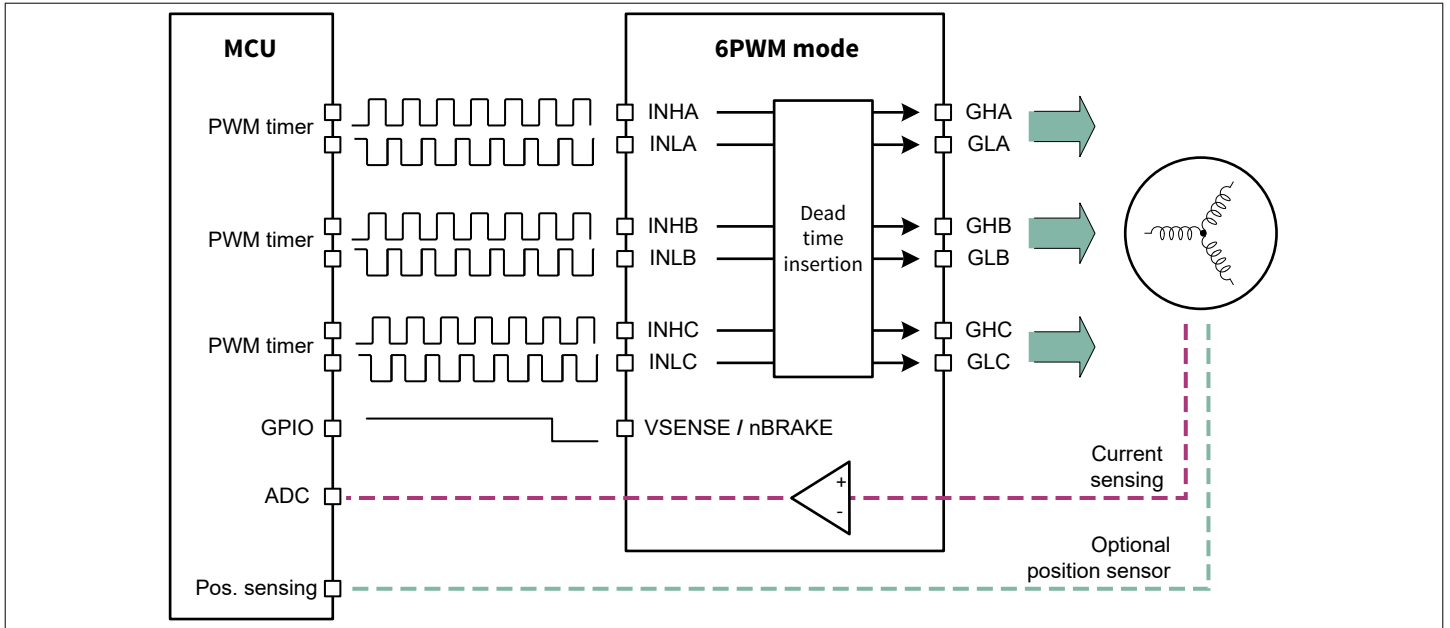 MCU
6PWM mode
PWM timer
INHA
GHA
INLA
GLA
PWM timer
INHB
GHB
INLB
GLB
Dead
time
insertion
PWM timer
INHC
GHC
INLC
GLC
GPIO
VSENSE / nBRAKE
ADC
+
-
Current
sensing
Pos. sensing
Optional
position sensor